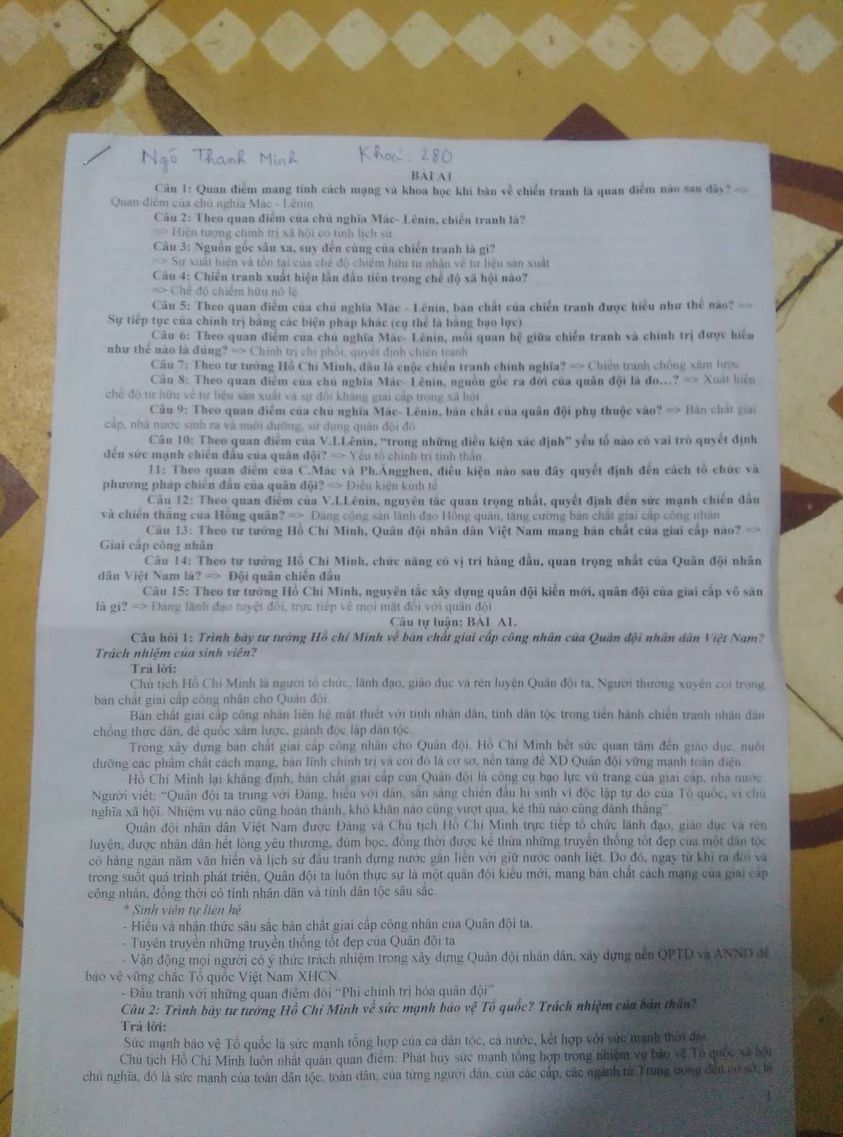 Ngô Thanh Minh Khoá: 280
BÀI A1
Câu 1: Quan điểm mang tính cách mạng và khoa học khi bàn về chiến tranh là quan điểm nào sau đây? =>
Quan điểm của chủ nghĩa Mác - Lênin
Câu 2: Theo quan điểm của chủ nghĩa Mác- Lênin, chiến tranh là?
=> Hiện tượng chính trị xã hội có tính lịch sử
Câu 3: Nguồn gốc sâu xa, suy đến cùng của chiến tranh là gì?
=> Sự xuất hiện và tồn tại của chế độ chiếm hữu tư nhân về tư liệu sản xuất
Câu 4: Chiến tranh xuất hiện lần đầu tiên trong chế độ xã hội nào?
=> Chế độ chiếm hữu nô lệ
Câu 5: Theo quan điểm của chủ nghĩa Mác - Lênin, bản chất của chiến tranh được hiểu như thế nào? =>
Sự tiếp tục của chính trị bằng các biện pháp khác (cụ thể là bằng bạo lực)
Câu 6: Theo quan điểm của chủ nghĩa Mác- Lênin, mối quan hệ giữa chiến tranh và chính trị được hiểu
như thế nào là đúng? => Chính trị chi phối, quyết định chiến tranh
Câu 7: Theo tư tưởng Hồ Chí Minh, đâu là cuộc chiến tranh chính nghĩa? => Chiến tranh chống xâm lược
Câu 8: Theo quan điểm của chủ nghĩa Mác- Lênin, nguồn gốc ra đời của quân đội là do...? => Xuất hiện
chế độ tư hữu về tư liệu sản xuất và sự đối kháng giai cấp trong xã hội
Câu 9: Theo quan điểm của chủ nghĩa Mác- Lênin, bản chất của quân đội phụ thuộc vào? => Bản chất giai
cấp, nhà nước sinh ra và nuôi dưỡng, sử dụng quân đội đó
Câu 10: Theo quan điểm của V.I.Lênin, “trong những điều kiện xác định” yếu tố nào có vai trò quyết định
đến sức mạnh chiến đấu của quân đội? => Yếu tố chính trị tinh thần
11: Theo quan điểm của C.Mác và Ph.Ăngghen, điều kiện nào sau đây quyết định đến cách tổ chức và
phương pháp chiến đấu của quân đội? => Điều kiện kinh tế
Câu 12: Theo quan điểm của V.I.Lênin, nguyên tắc quan trọng nhất, quyết định đến sức mạnh chiến đấu
và chiến thắng của Hồng quân? => Đảng cộng sản lãnh đạo Hồng quân, tăng cường bản chất giai cấp công nhân
Câu 13: Theo tư tưởng Hồ Chí Minh, Quân đội nhân dân Việt Nam mang bản chất của giai cấp nào? =>
Giai cấp công nhân
Câu 14: Theo tư tưởng Hồ Chí Minh, chức năng có vị trí hàng đầu, quan trọng nhất của Quân đội nhân
dân Việt Nam là? => Đội quân chiến đấu
Câu 15: Theo tư tưởng Hồ Chí Minh, nguyên tắc xây dựng quân đội kiểu mới, quân đội của giai cấp vô sản
là gì? => Đảng lãnh đạo tuyệt đối, trực tiếp về mọi mặt đối với quân đội
Câu tự luận: BÀI A1.
Câu hỏi 1: Trình bày tư tưởng Hồ chí Minh về bản chất giai cấp công nhân của Quân đội nhân dân Việt Nam?
Trách nhiệm của sinh viên?
Trả lời:
Chủ tịch Hồ Chí Minh là người tổ chức, lãnh đạo, giáo dục và rèn luyện Quân đội ta, Người thường xuyên coi trọng
bản chất giai cấp công nhân cho Quân đội.
Bản chất giai cấp công nhân liên hệ mật thiết với tính nhân dân, tính dân tộc trong tiến hành chiến tranh nhân dân
chống thực dân, đế quốc xâm lược, giành độc lập dân tộc.
Trong xây dựng bản chất giai cấp công nhân cho Quân đội, Hồ Chí Minh hết sức quan tâm đến giáo dục, nuôi
dưỡng các phẩm chất cách mạng, bản lĩnh chính trị và coi đó là cơ sở, nền tảng để XD Quân đội vững mạnh toàn diện.
Hồ Chí Minh lại khẳng định, bản chất giai cấp của Quân đội là công cụ bạo lực vũ trang của giai cấp, nhà nước.
Người viết: “Quân đội ta trung với Đảng, hiếu với dân, sẵn sàng chiến đấu hi sinh vì độc lập tự do của Tổ quốc, vì chủ
nghĩa xã hội. Nhiệm vụ nào cũng hoàn thành, khó khăn nào cũng vượt qua, kẻ thù nào cũng đánh thắng”.
Quân đội nhân dân Việt Nam được Đảng và Chủ tịch Hồ Chí Minh trực tiếp tổ chức lãnh đạo, giáo dục và rèn
luyện, được nhân dân hết lòng yêu thương, đùm bọc, đồng thời được kế thừa những truyền thống tốt đẹp của một dân tộc
có hàng ngàn năm văn hiến và lịch sử đấu tranh dựng nước gắn liền với giữ nước oanh liệt. Do đó, ngay từ khi ra đời và
trong suốt quá trình phát triển, Quân đội ta luôn thực sự là một quân đội kiểu mới, mang bản chất cách mạng của giai cấp
công nhân, đồng thời có tính nhân dân và tính dân tộc sâu sắc.
* Sinh viên tự liên hệ
- Hiểu và nhận thức sâu sắc bản chất giai cấp công nhân của Quân đội ta.
- Tuyên truyền những truyền thống tốt đẹp của Quân đội ta
- Vận động mọi người có ý thức trách nhiệm trong xây dựng Quân đội nhân dân, xây dựng nền QPTD và ANND để
bảo vệ vững chắc Tổ quốc Việt Nam XHCN.
- Đấu tranh với những quan điểm đòi “Phi chính trị hóa quân đội”
Câu 2: Trình bày tư tưởng Hồ Chí Minh về sức mạnh bảo vệ Tổ quốc? Trách nhiệm của bản thân?
Trả lời:
Sức mạnh bảo vệ Tổ quốc là sức mạnh tổng hợp của cả dân tộc, cả nước, kết hợp với sức mạnh thời đại
Chủ tịch Hồ Chí Minh luôn nhất quán quan điểm: Phát huy sức mạnh tổng hợp trong nhiệm vụ bảo vệ Tổ quốc xã hội
chủ nghĩa, đó là sức mạnh của toàn dân tộc, toàn dân, của từng người dân, của các cấp, các ngành từ Trung ương đến cơ sở, là
1